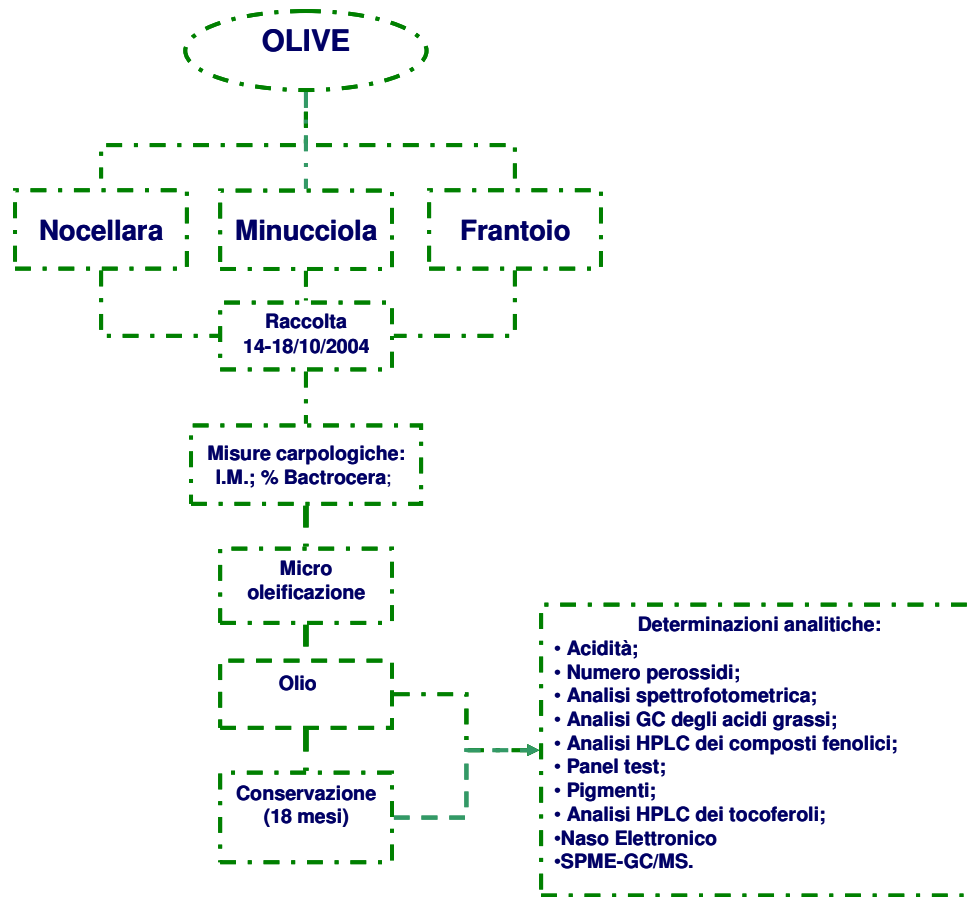 OLIVE
Nocellara
Minucciola
Frantoio
Raccolta
14-18/10/2004
Misure carpologiche:
I.M.; % Bactrocera;
Micro
oleificazione
Olio
Conservazione
(18 mesi)
Determinazioni analitiche:
• Acidità;
• Numero perossidi;
• Analisi spettrofotometrica;
• Analisi GC degli acidi grassi;
• Analisi HPLC dei composti fenolici;
• Panel test;
• Pigmenti;
• Analisi HPLC dei tocoferoli;
•Naso Elettronico
•SPME-GC/MS.